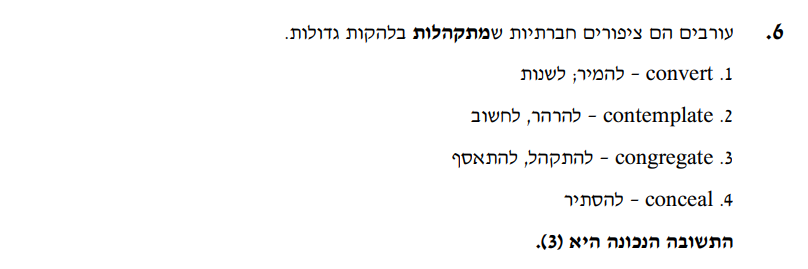 6. עורבים הם ציפורים חברתיות שמתקהלות בלהקות גדולות.
1. convert – להמיר; לשנות
2. contemplate – להרהר, לחשוב
3. congregate – להתקהל, להתאסף
4. conceal – להסתיר
התשובה הנכונה היא (3).